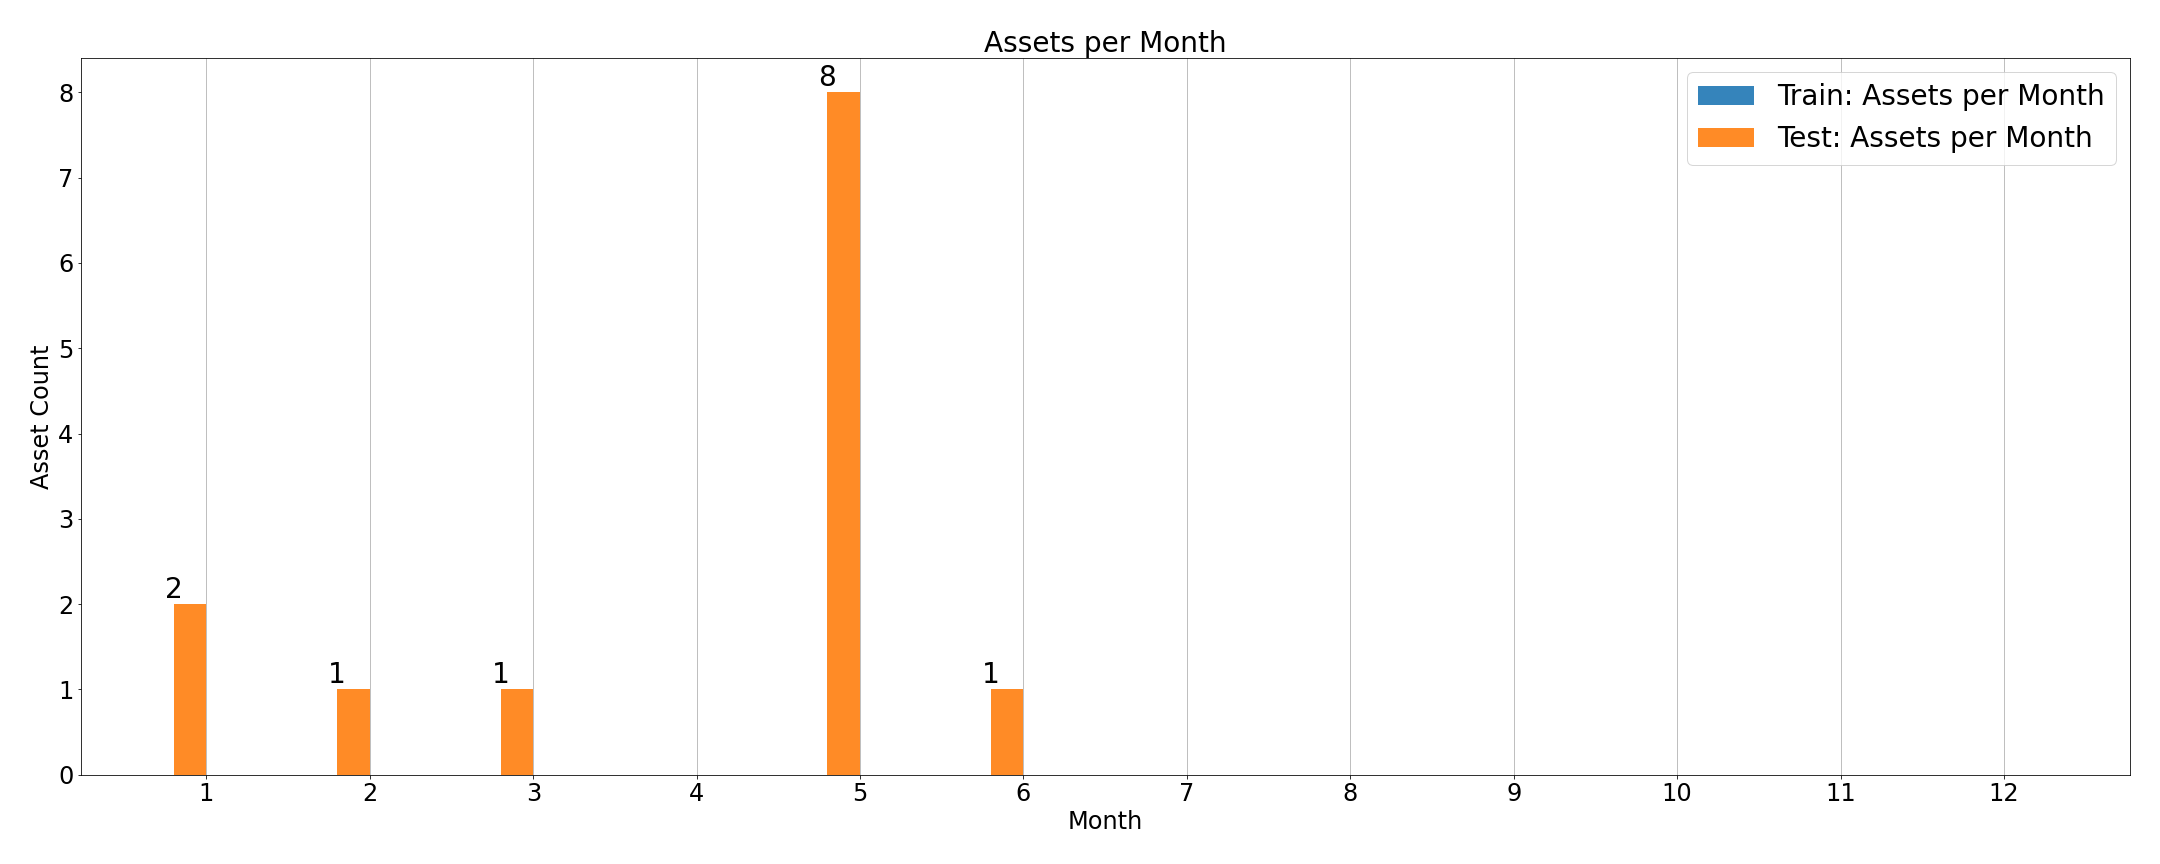 Assets per Month
Train: Assets per Month
Test: Assets per Month
Asset Count
8
7
6
5
4
3
2
1
0
2
1
1
8
1
1 2 3 4 5 6 7 8 9 10 11 12
Month